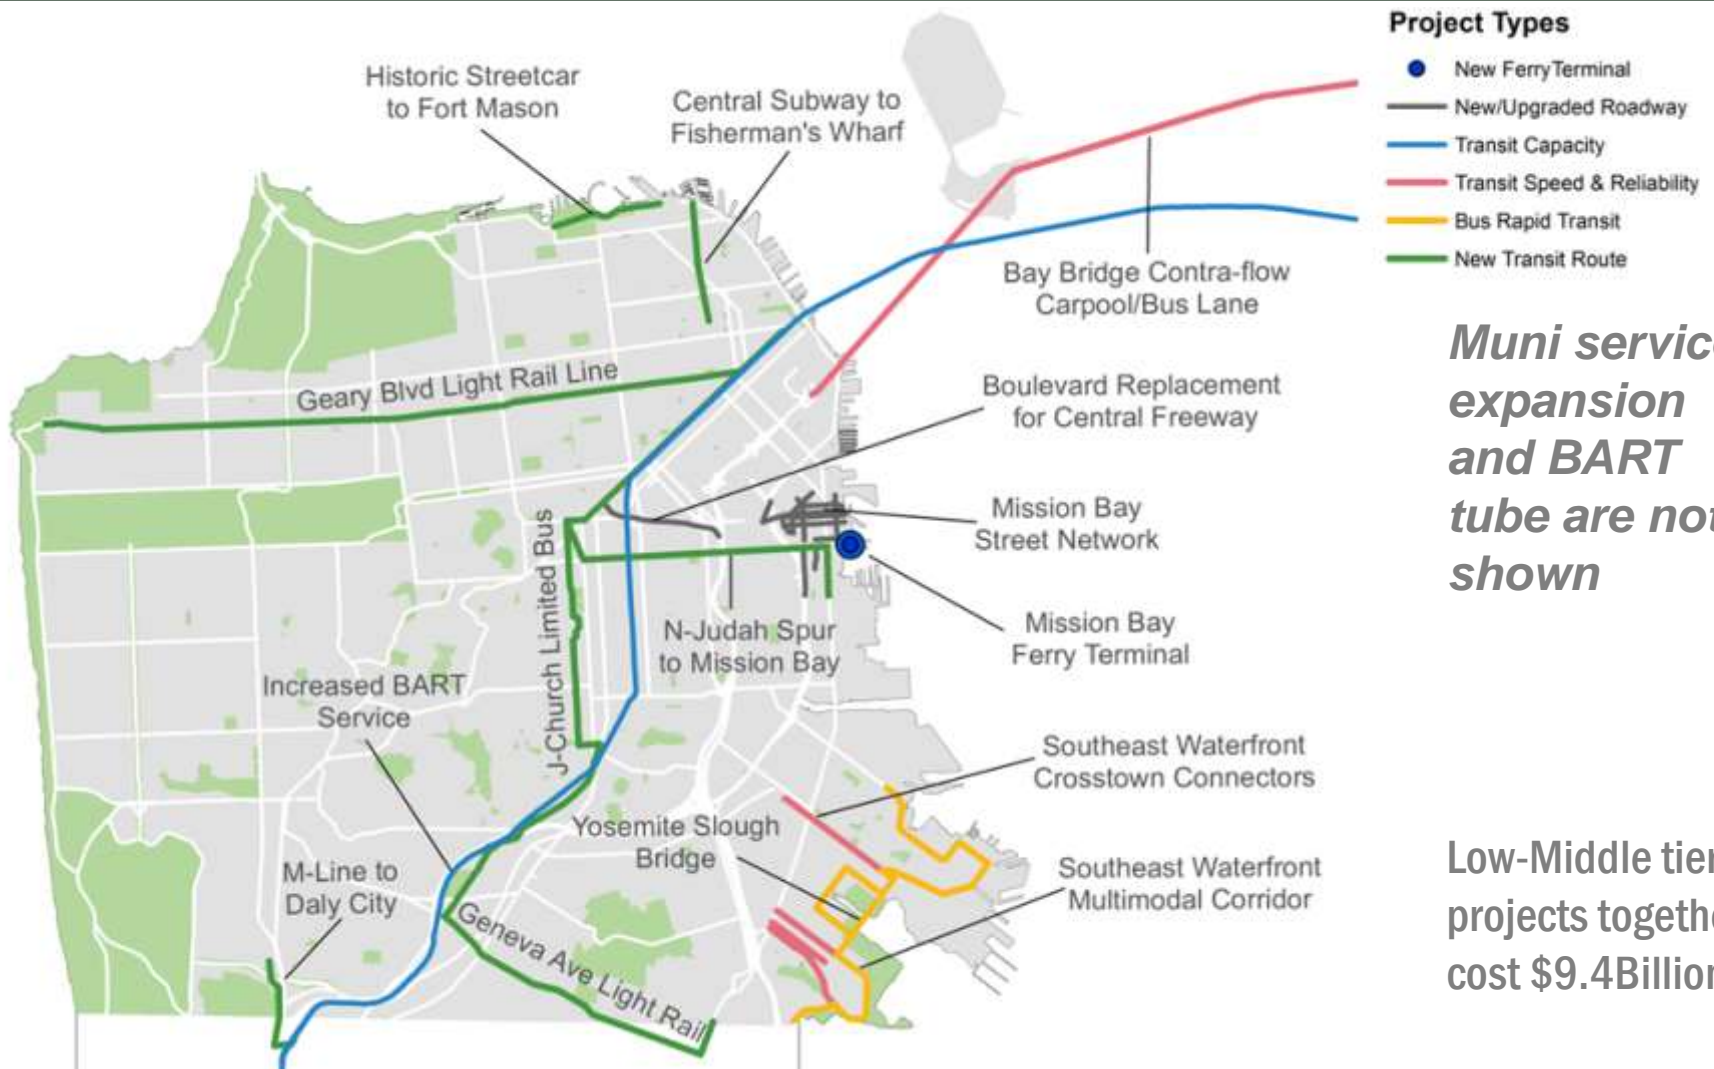 Project Types
New FerryTerminal
New/Upgraded Roadway
Transit Capacity
Transit Speed & Reliability
Bus Rapid Transit
New Transit Route
Historic Streetcar
to Fort Mason
Central Subway to
Fisherman's Wharf
Bay Bridge Contra-flow
Carpool/Bus Lane
Geary Blvd Light Rail Line
Boulevard Replacement
for Central Freeway
Mission Bay
Street Network
J-Church Limited Bus
N-Judah Spur
to Mission Bay
Mission Bay
Ferry Terminal
Increased BART
Service
Southeast Waterfront
Crosstown Connectors
Yosemite Slough
Bridge
M-Line to
Daly City
Southeast Waterfront
Multimodal Corridor
Geneva Ave Light Rail
Muni servic
expansion
and BART
tube are not
shown
Low-Middle tier
projects togethe
cost $9.4Billion